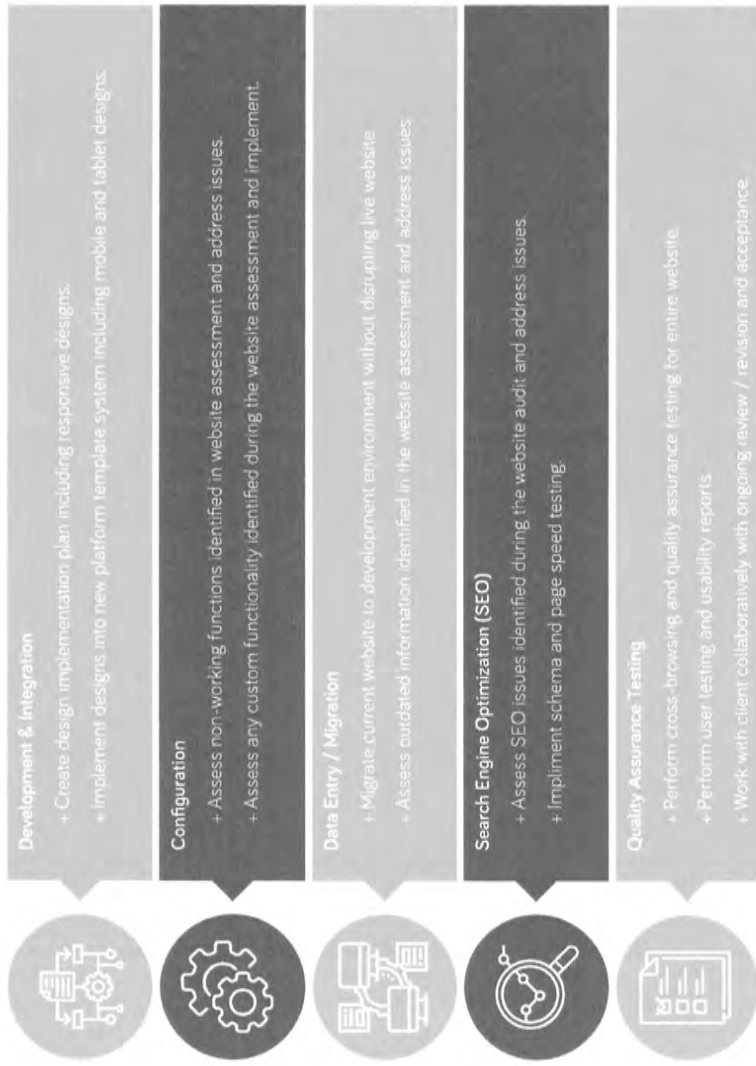 Development & Integration
+ Create design implementation plan including responsive designs.
+ Implement designs into new platform template system including mobile and tablet designs.
Configuration
+ Assess non-working functions identified in website assessment and address issues.
+ Assess any custom functionality identified during the website assessment and implement.
Data Entry / Migration
+ Migrate current website to development environment without disrupting live website
+ Assess outdated information identified in the website assessment and address issues
Search Engine Optimization (SEO)
+ Assess SEO issues identified during the website audit and address issues.
+ Impliment schema and page speed testing.
Quality Assurance Testing
+ Perform cross-browsing and quality assurance testing for entire website.
+ Perform user testing and usability reports
+ Work with client collaboratively with ongoing review / revision and acceptance.